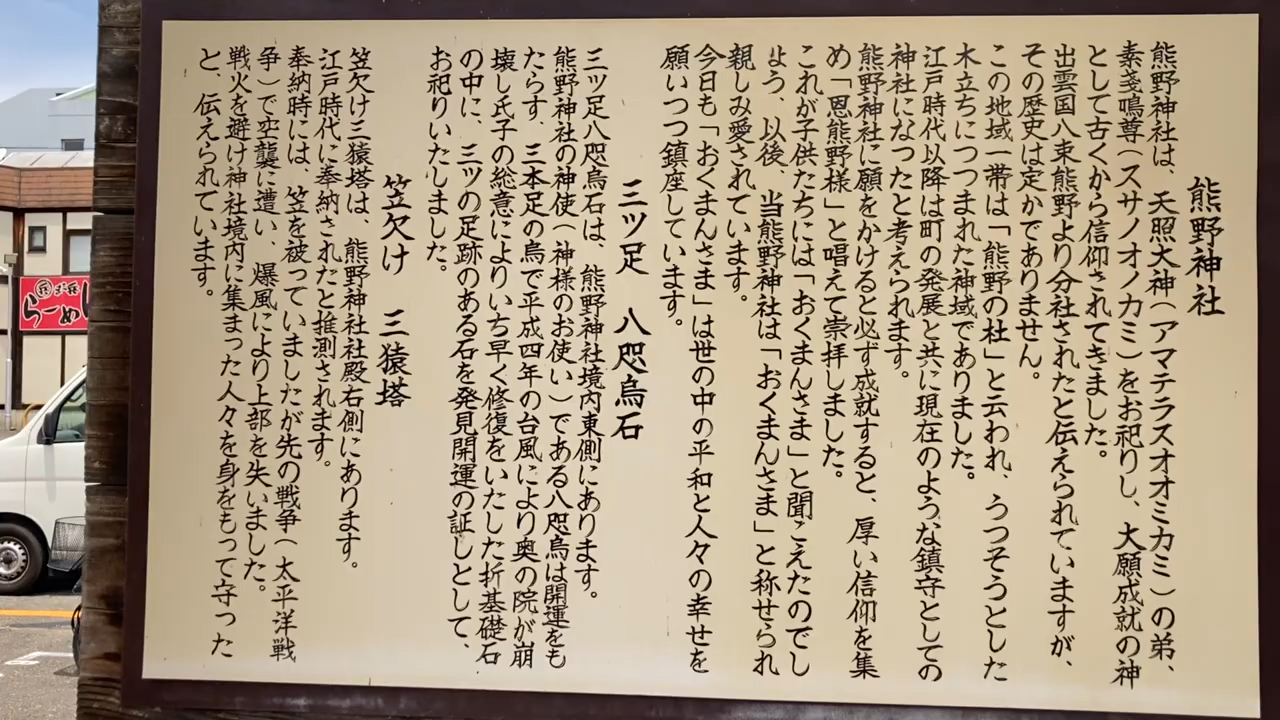 熊野神社
熊野神社は、天照大神（アマテラスオオミカミ）の弟、
素戔鳴尊（スサノオノカミ）をお祀りし、大願成就の神
として古くから信仰されてきました。
出雲国八束熊野より分社されたと伝えられていますが、
その歴史は定かでありません。
この地域一帯は「熊野の杜」と云われ、うつそうとした
木立ちにつつまれた神域でありました。
江戸時代以降は町の発展と共に現在のような鎮守としての
神社になったと考えられます。
熊野神社に願をかけると必ず成就すると、厚い信仰を集
め「恩熊野様」と唱えて崇拝しました。
これが子供たちには「おくまんさま」と聞こえたのでし
ょう、以後、当熊野神社は「おくまんさま」と称せられ
親しみ愛されています。
今日も「おくまんさま」は世の中の平和と人々の幸せを
願いつつ鎮座しています。
三ツ足 八咫烏石
三ツ足八咫烏石は、熊野神社境内東側にあります。
熊野神社の神使（神様のお使い）である八咫烏は開運をも
たらす、三本足の烏で平成四年の台風により奥の院が崩
壊し氏子の総意によりいち早く修復をいたした折基礎石
の中に、三ツの足跡のある石を発見開運の証しとして、
お祀りいたしました。
笠欠け 三猿塔
笠欠け三猿塔は、熊野神社社殿右側にあります。
江戸時代に奉納されたと推測されます。
奉納時には、笠を被っていましたが先の戦争（太平洋戦
争）で空襲に遭い、爆風により上部を失いました。
戦火を避け神社境内に集まった人々を身をもって守った
と、伝えられています。
らーめん